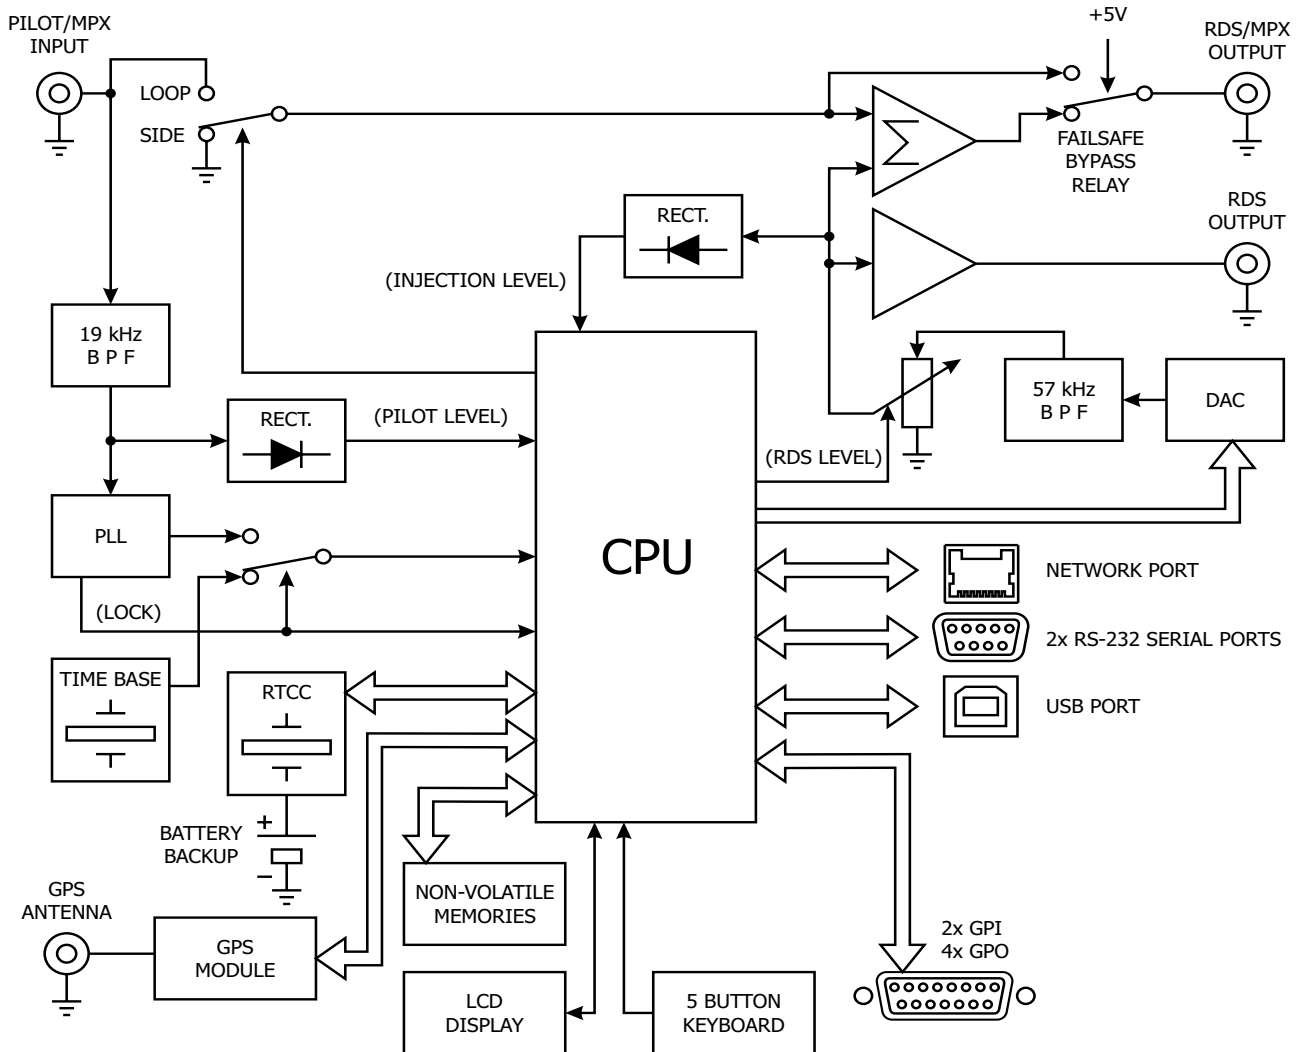 PILOT/MPX
INPUT
+5V
RDS/MPX
OUTPUT
LOOP
SIDE
FAILSAFE
BYPASS
RELAY
RECT.
RDS
OUTPUT
(INJECTION LEVEL)
19 kHz
B P F
RECT.
(PILOT LEVEL)
57 kHz
B P F
DAC
(RDS LEVEL)
PLL
CPU
NETWORK PORT
(LOCK)
2x RS-232 SERIAL PORTS
TIME BASE
RTCC
USB PORT
+
BATTERY
BACKUP
−
GPS
ANTENNA
NON-VOLATILE
MEMORIES
GPS
MODULE
2x GPI
4x GPO
LCD
DISPLAY
5 BUTTON
KEYBOARD